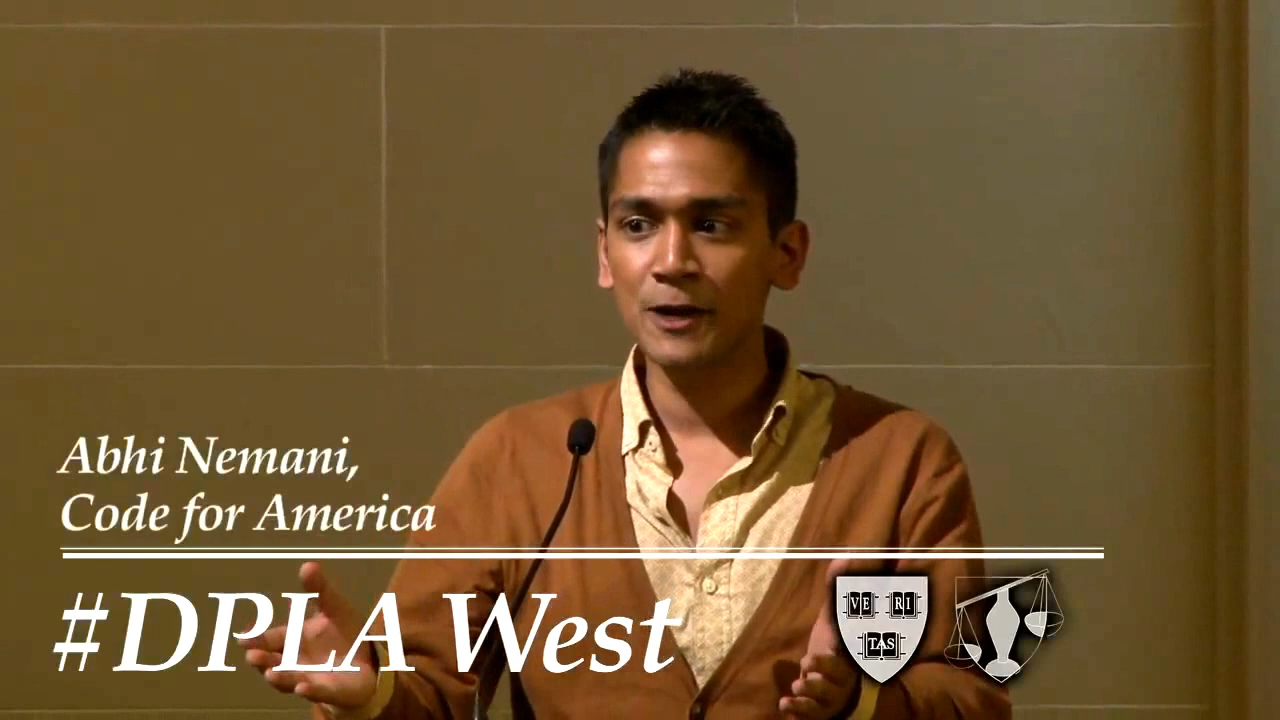 Abhi Nemani,
Code for America
#DPLA West
VE RI
TAS